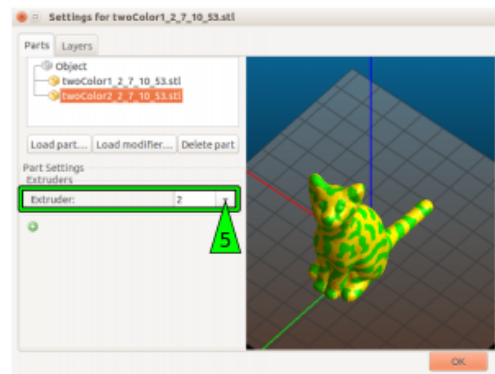 Settings for twoColor1_2_7_10_53.stl
Parts Layers
Object
twoColor1_2_7_10_53.stl
twoColor2_2_7_10_53.stl
Load part... Load modifier... Delete part
Part Settings
Extruders
Extruder: 2
5
OK